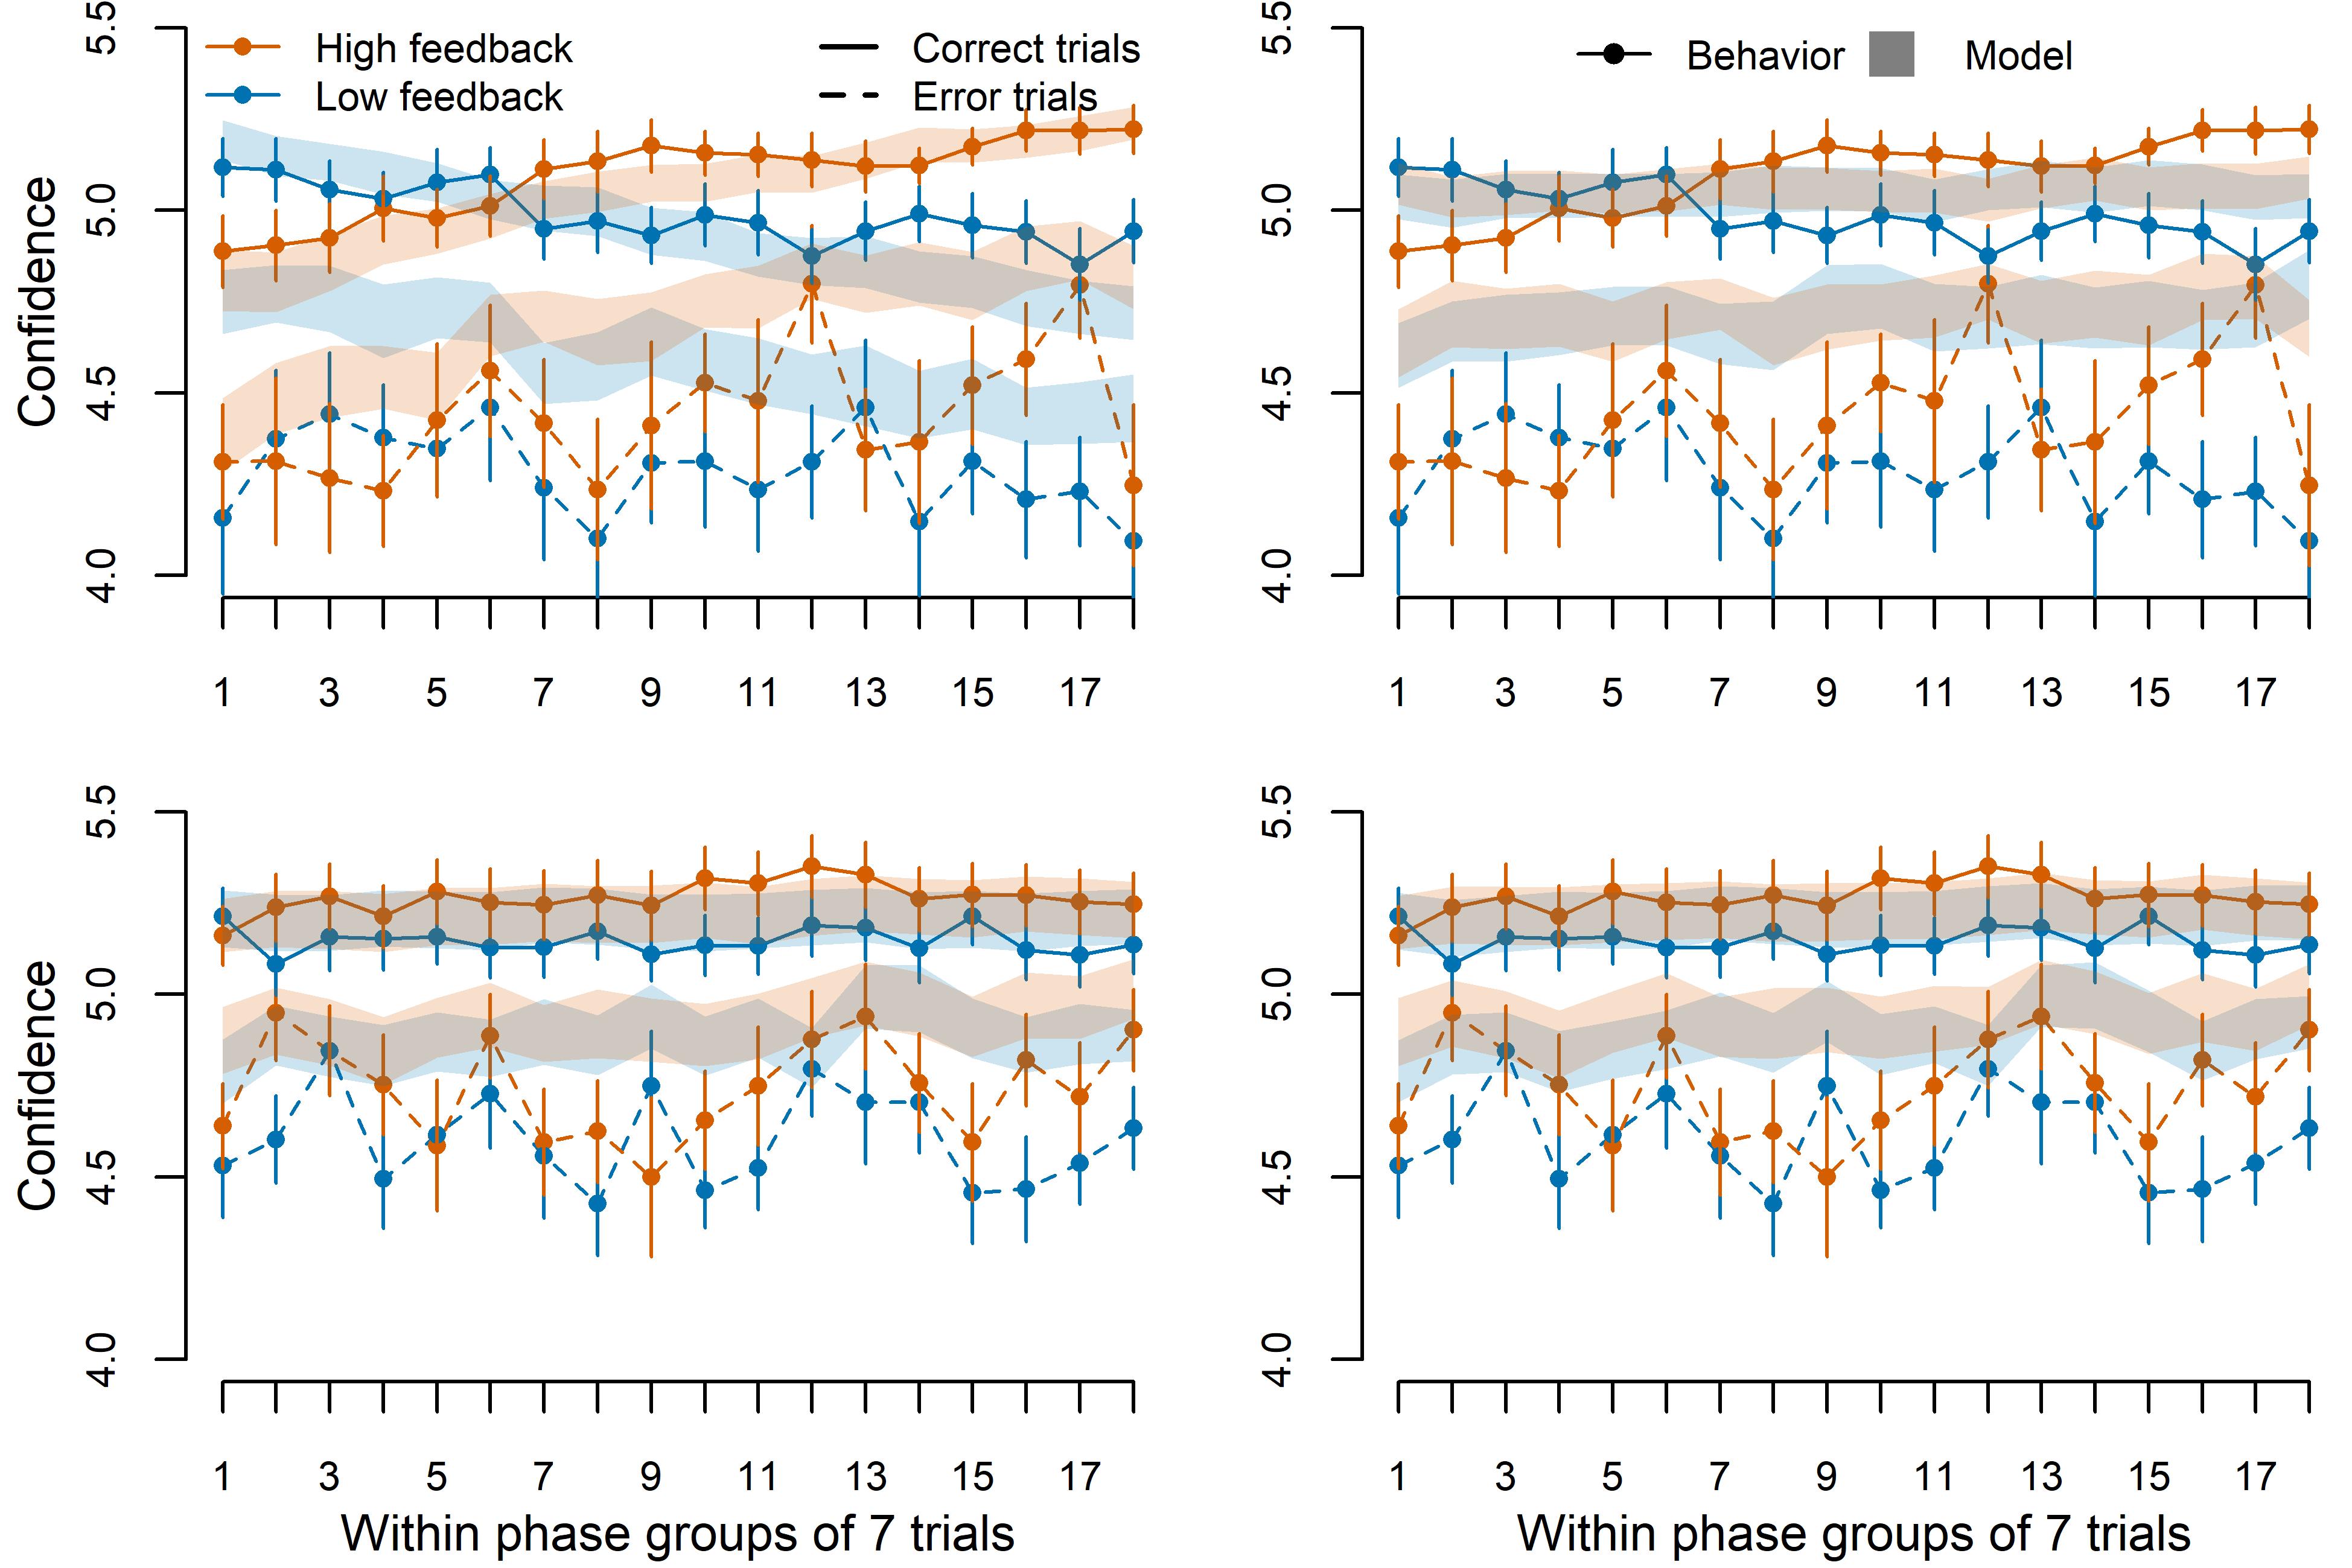 High feedback
Low feedback
Correct trials
Error trials
Confidence
4.0 4.5 5.0 5.5
1 3 5 7 9 11 13 15 17
Behavior
Model
4.0 4.5 5.0 5.5
1 3 5 7 9 11 13 15 17
Confidence
4.0 4.5 5.0 5.5
1 3 5 7 9 11 13 15 17
Within phase groups of 7 trials
4.0 4.5 5.0 5.5
1 3 5 7 9 11 13 15 17
Within phase groups of 7 trials